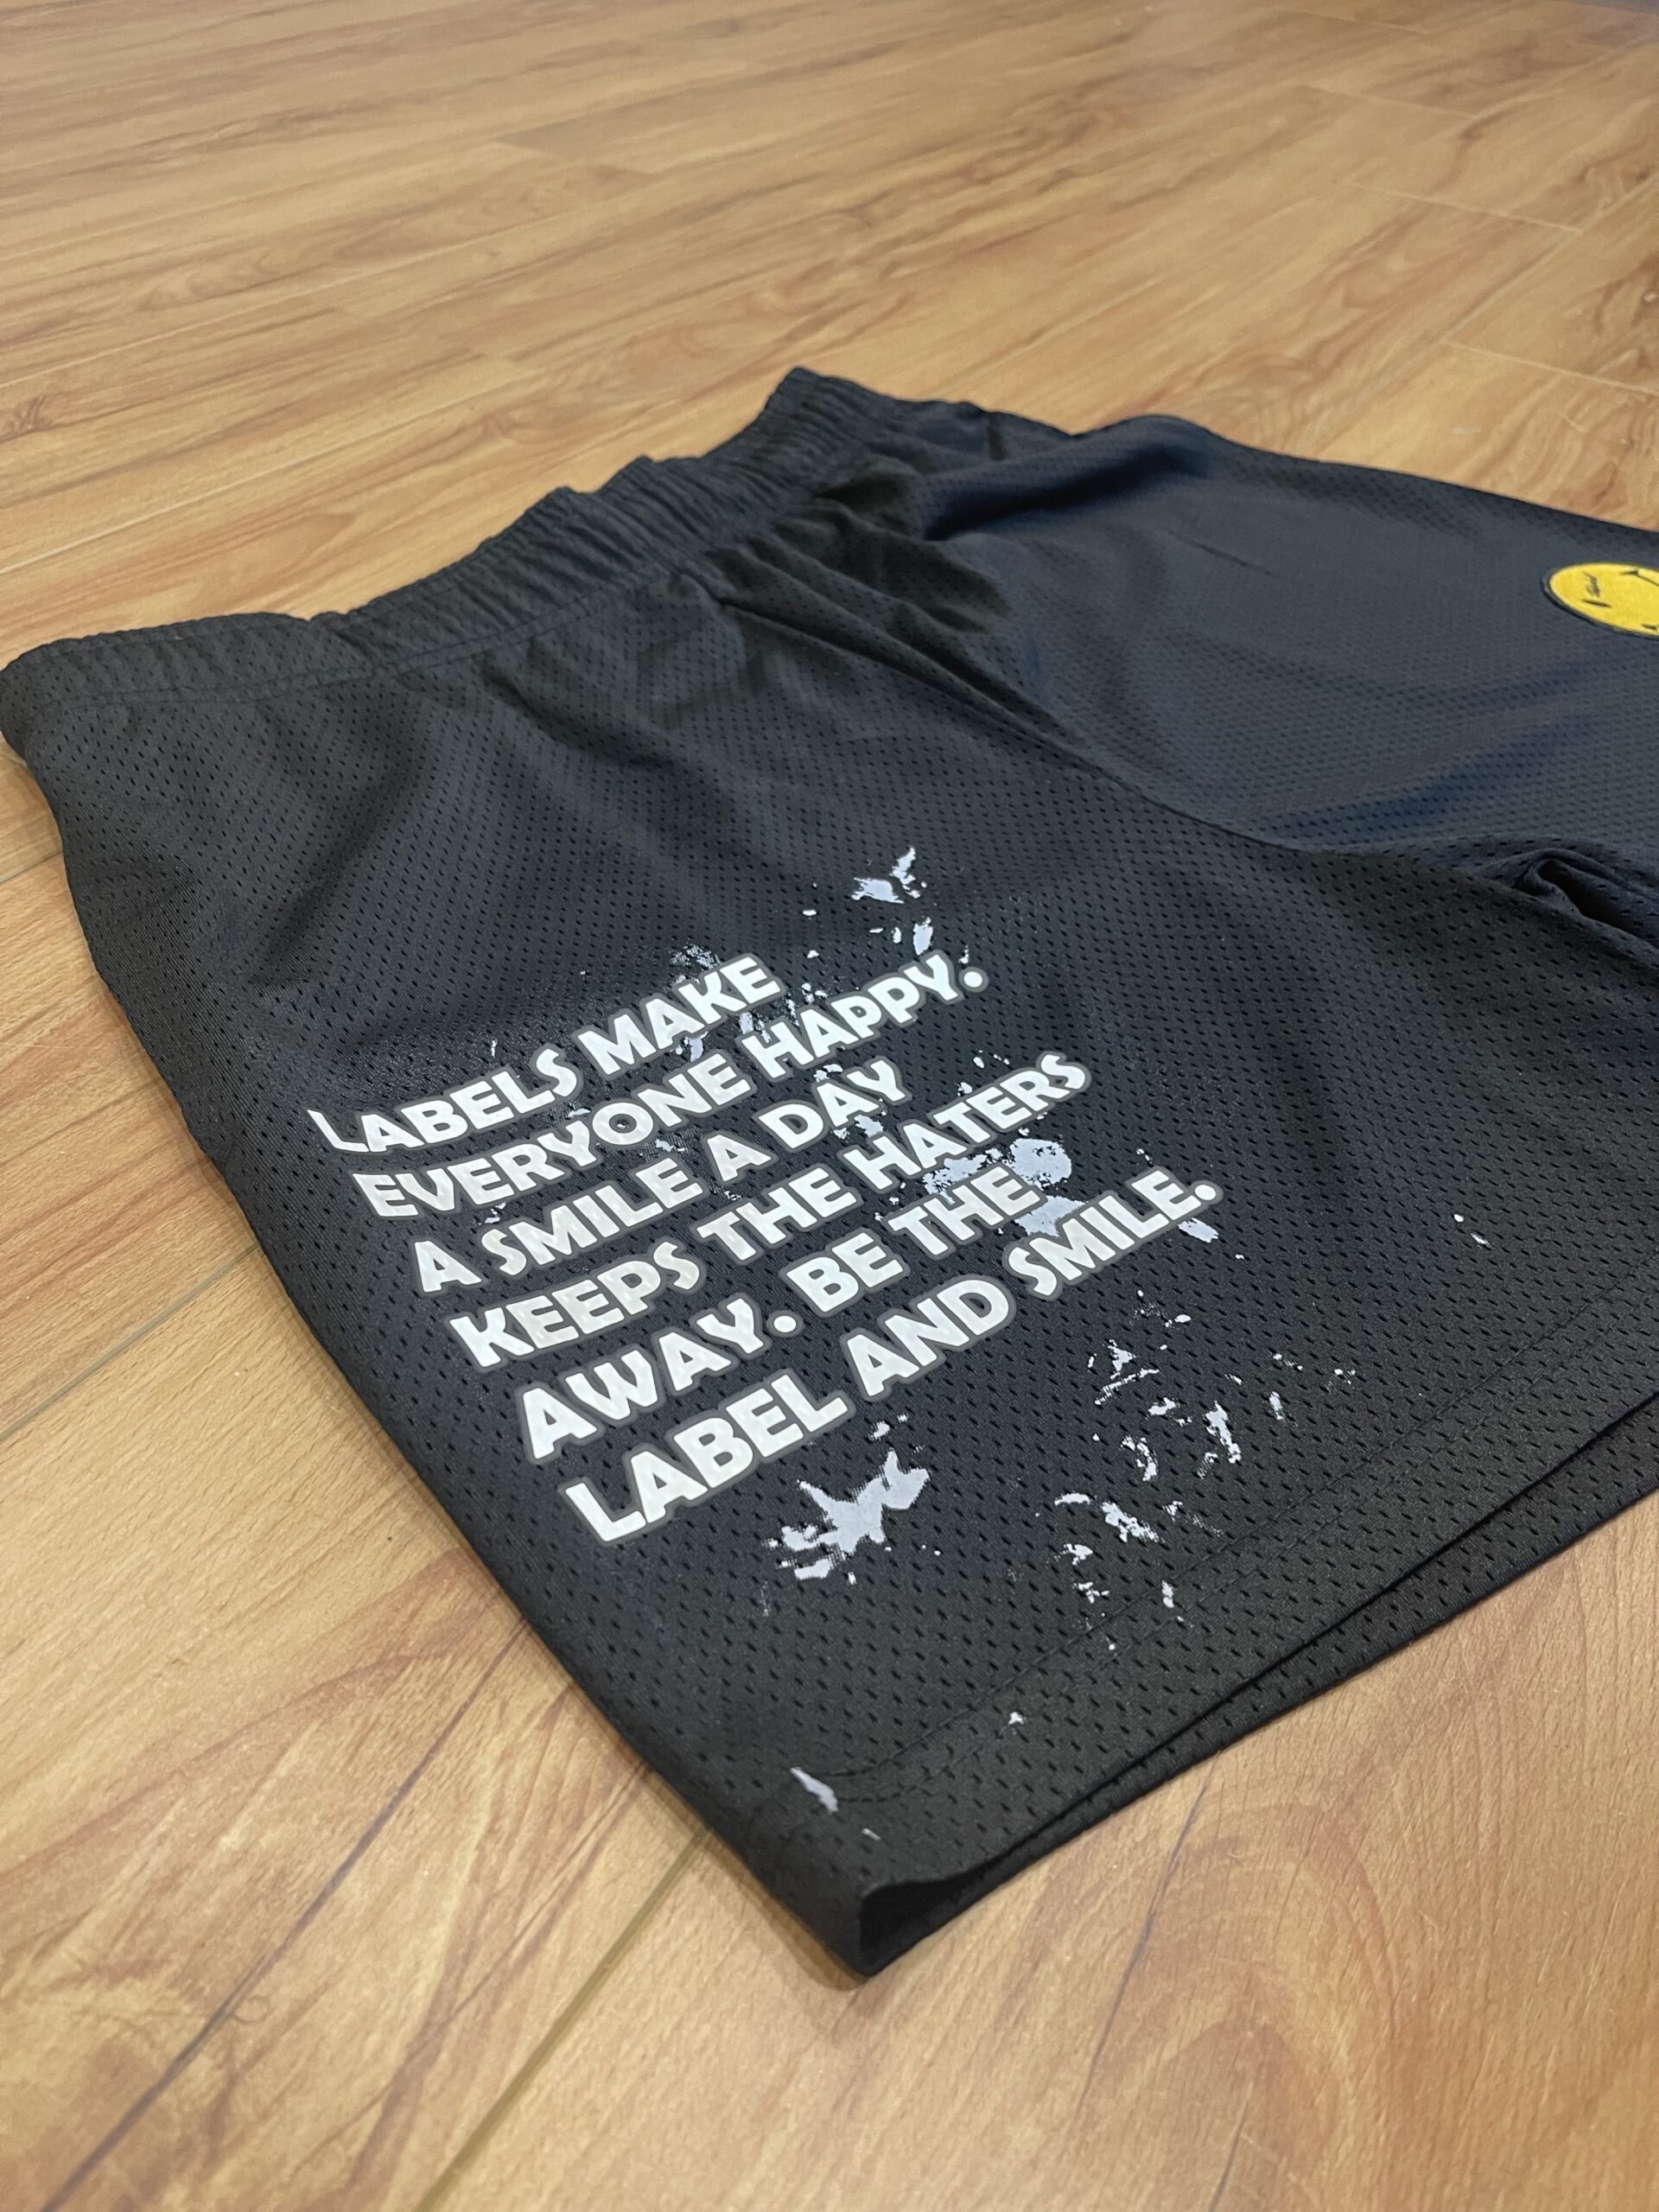 LABELS MAKE
EVERYONE HAPPY.
A SMILE A DAY
KEEPS THE HATERS
AWAY. BE THE
LABEL AND SMILE.